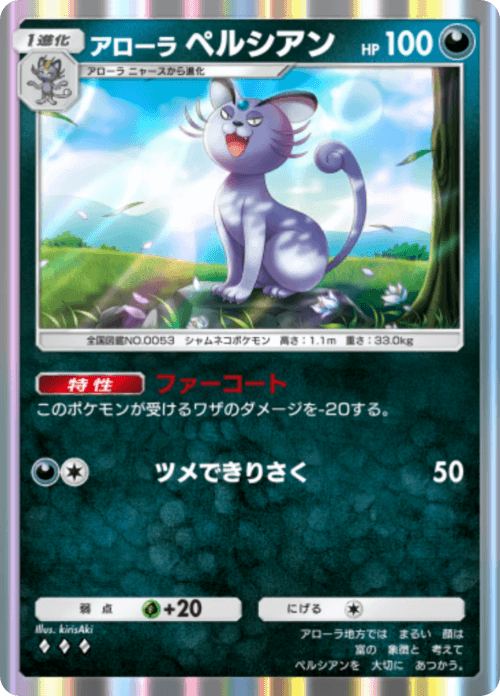 1進化
アローラ ペルシアン HP 100
アローラ ニャースから進化
全国図鑑NO.0053 シャムネコポケモン 高さ:1.1m 重さ:33.0kg
特性 ファーコート
このポケモンが受けるワザのダメージを-20する。
ツメできりさく 50
弱点 +20 にげる
Illus. kirisAki
アローラ地方では まるい 顔は
富の 象徴と 考えて
ペルシアンを 大切に あつかう。